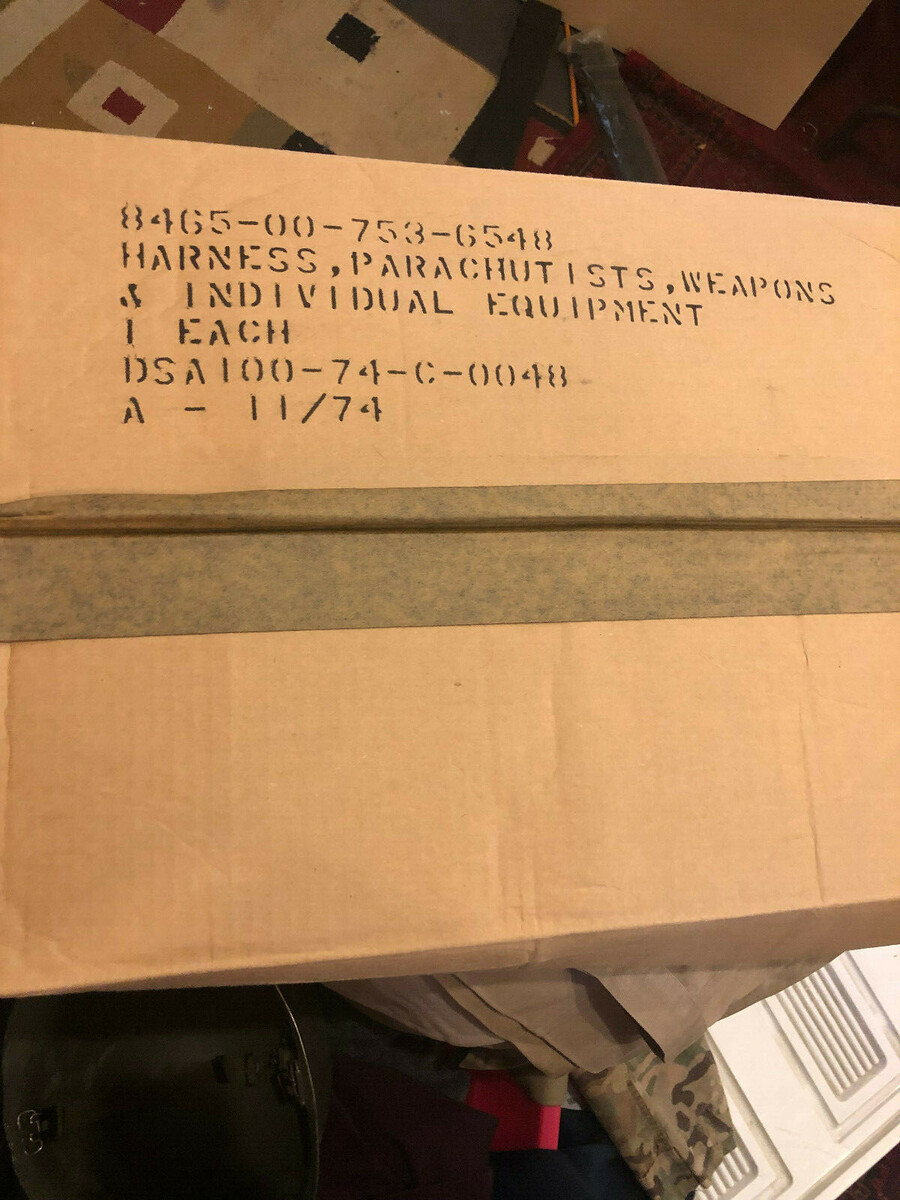 8465-00-753-6548
HARNESS,PARACHUTISTS,WEAPONS
& INDIVIDUAL EQUIPMENT
1 EACH
DSA100-74-C-0048
A - 11/74